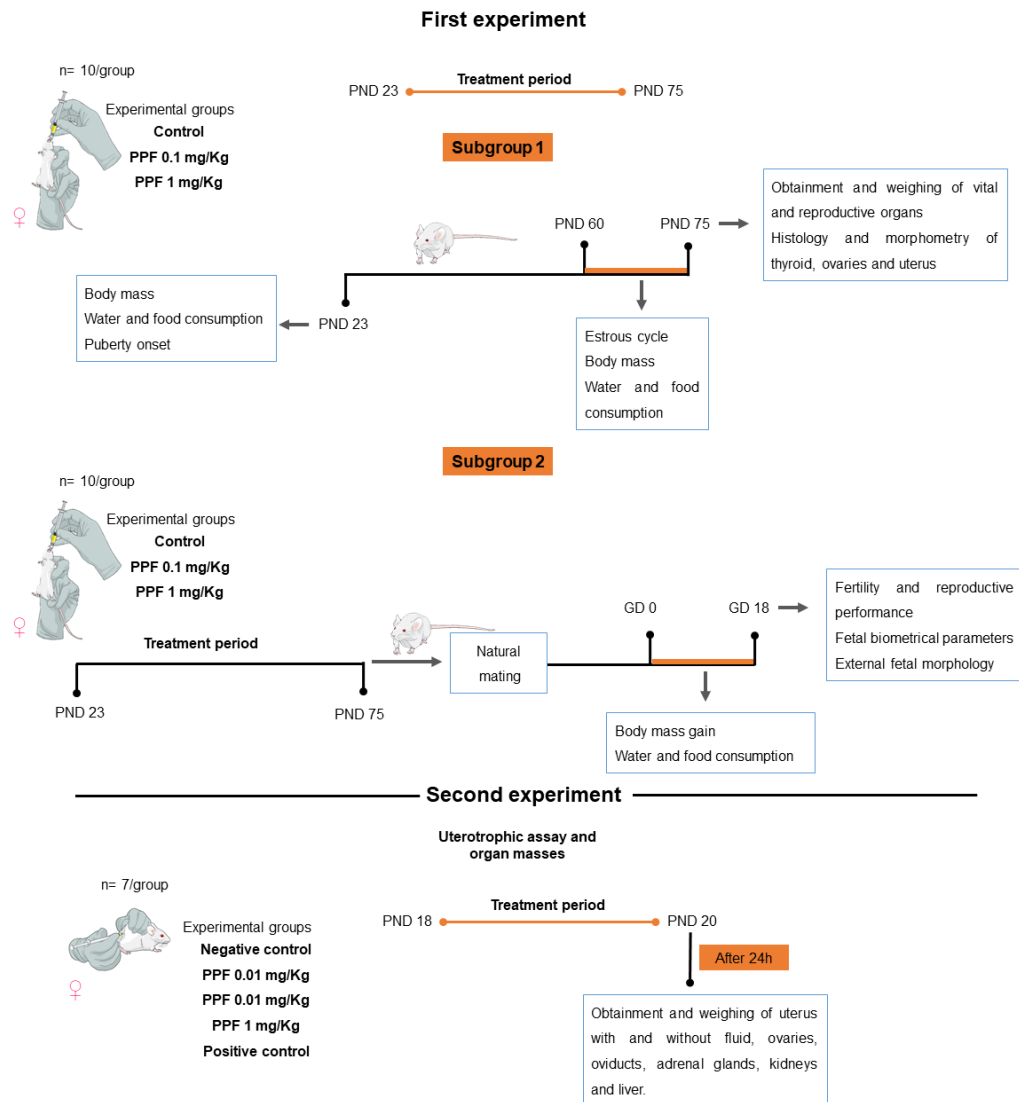 First experiment
n= 10/group
Experimental groups
Control
PPF 0.1 mg/Kg
PPF 1 mg/Kg
♀
Treatment period
PND 23
PND 75
Subgroup 1
PND 60
PND 75
Obtainment and weighing of vital
and reproductive organs
Histology and morphometry of
thyroid, ovaries and uterus
PND 23
Body mass
Water and food consumption
Puberty onset
Estrous cycle
Body mass
Water and food
consumption
Subgroup 2
n= 10/group
Experimental groups
Control
PPF 0.1 mg/Kg
PPF 1 mg/Kg
♀
Treatment period
PND 23
PND 75
Natural
mating
GD 0
GD 18
Fertility and reproductive
performance
Fetal biometrical parameters
External fetal morphology
Body mass gain
Water and food consumption
Second experiment
Uterotrophic assay and
organ masses
n= 7/group
Experimental groups
Negative control
PPF 0.01 mg/Kg
PPF 0.01 mg/Kg
PPF 1 mg/Kg
Positive control
♀
Treatment period
PND 18
PND 20
After 24h
Obtainment and weighing of uterus
with and without fluid, ovaries,
oviducts, adrenal glands, kidneys
and liver.